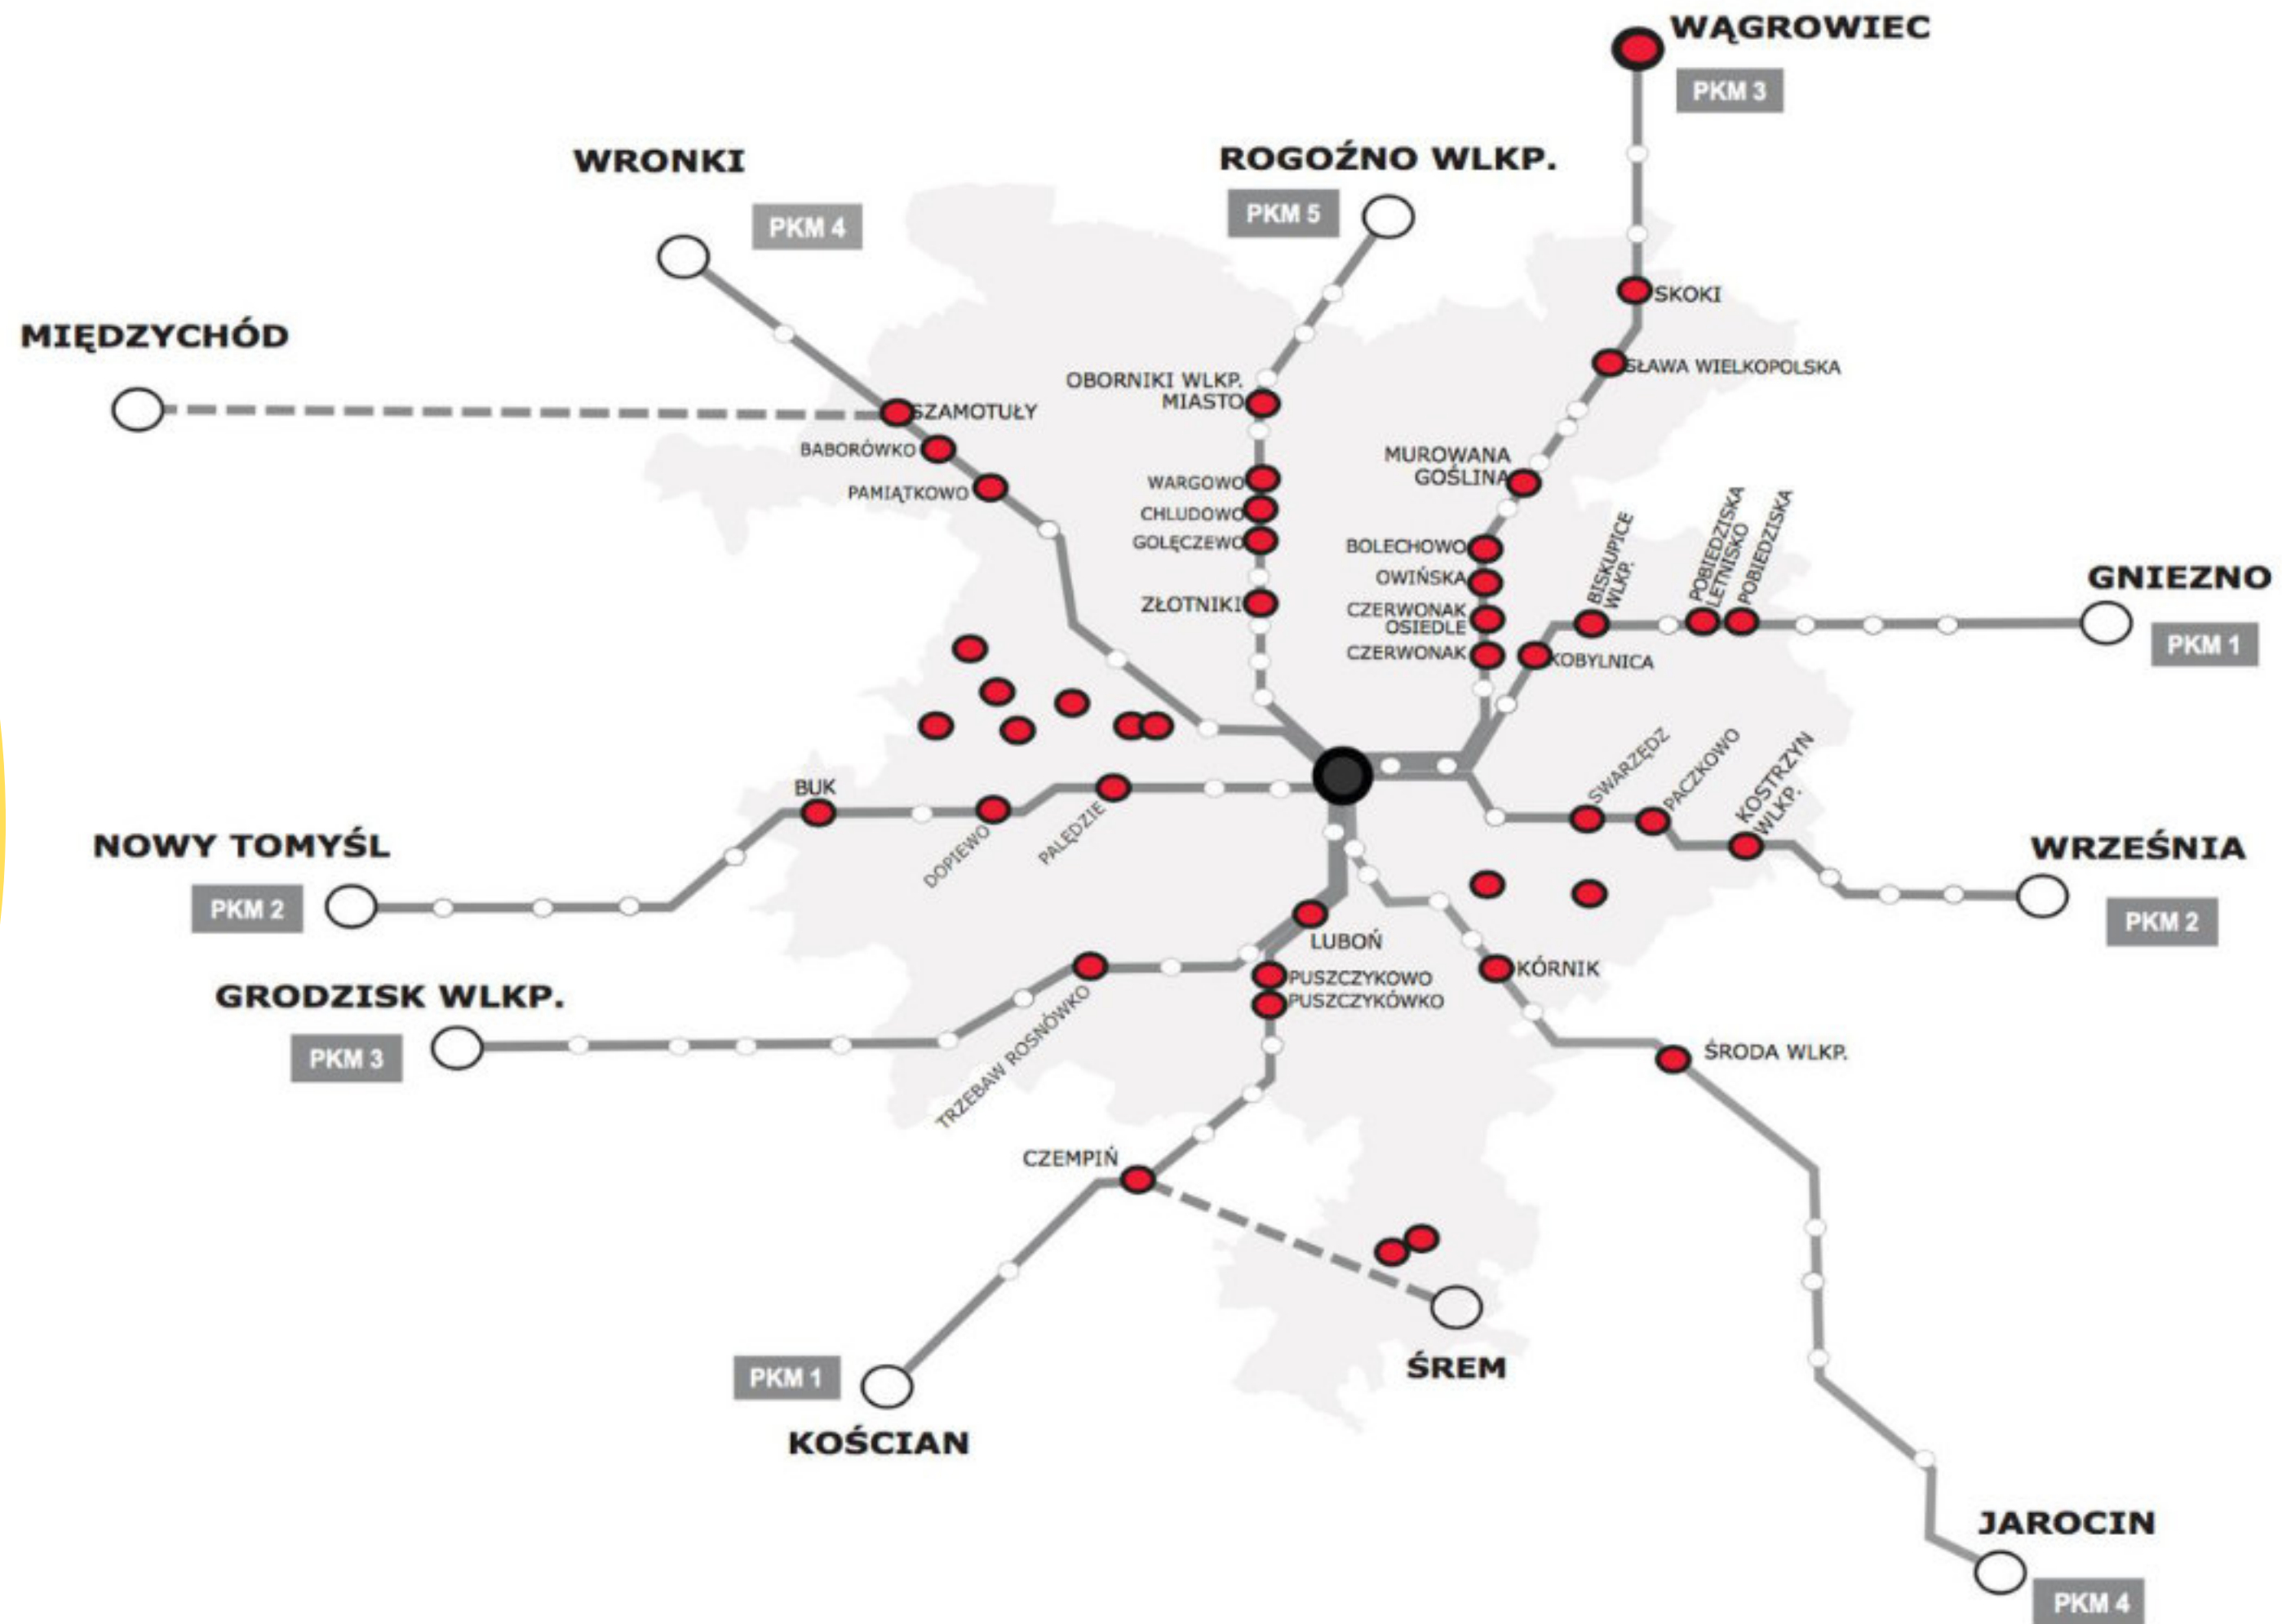 WĄGROWIEC
PKM 3
WRONKI
PKM 4
ROGOŹNO WLKP.
PKM 5
MIĘDZYCHÓD
SKOKI
SŁAWA WIELKOPOLSKA
OBORNIKI WLKP.
MIASTO
SZAMOTUŁY
BABORÓWKO
PAMIĄTKOWO
MUROWANA
GOŚLINA
WARGOWO
CHLUDOWO
GOŁĘCZEWO
ZŁOTNIKI
BOLECHOWO
OWIŃSKA
CZERWONAK
OSIEDLE
CZERWONAK
KOBYLNICA
BISKUPICE
WLKP.
POBIEDZISKA
LETNISKO
POBIEDZISKA
GNIEZNO
PKM 1
BUK
DOPIEWO
PALĘDZIE
SWARZĘDZ
PACZKOWO
KOSTRZYN
WLKP.
NOWY TOMYŚL
PKM 2
WRZEŚNIA
PKM 2
LUBOŃ
PUSZCZYKOWO
PUSZCZYKÓWKO
KÓRNIK
GRODZISK WLKP.
PKM 3
TRZEBAW ROSNÓWKO
ŚRODA WLKP.
CZEMPIŃ
ŚREM
PKM 1
KOŚCIAN
JAROCIN
PKM 4